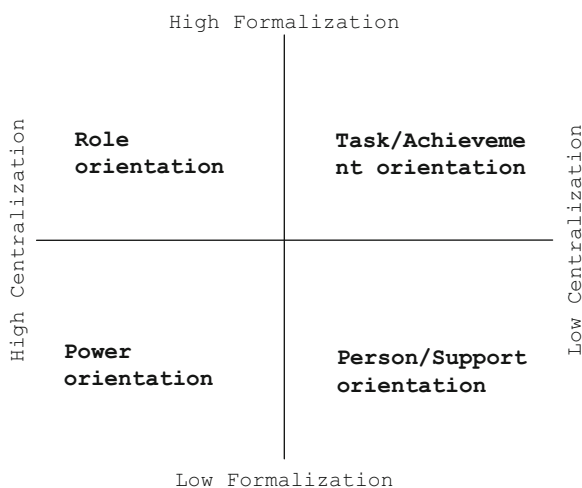 High Formalization
High Centralization
Role
orientation
Task/Achieveme
nt orientation
Low Centralization
Power
orientation
Person/Support
orientation
Low Formalization